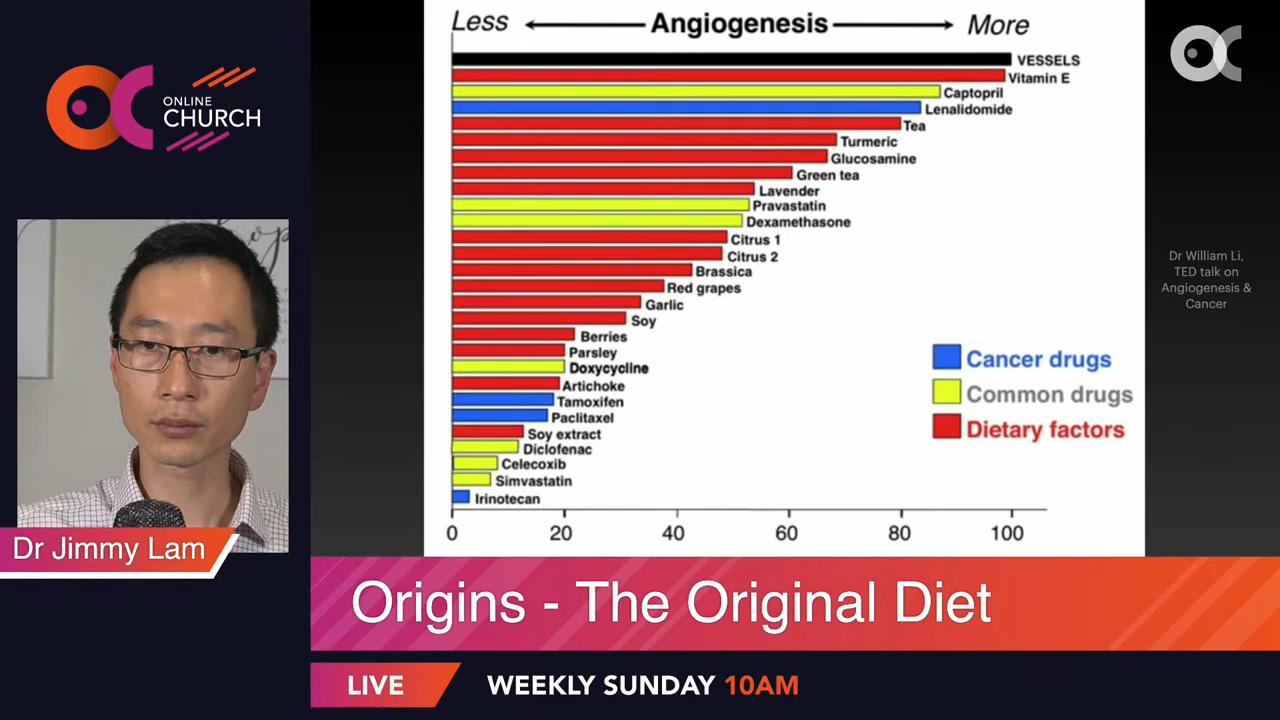 ONLINE
CHURCH
Less
Angiogenesis
More
VESSELS
Vitamin E
Captopril
Lenalidomide
Tea
Turmeric
Glucosamine
Green tea
Lavender
Pravastatin
Dexamethasone
Citrus 1
Citrus 2
Brassica
Red grapes
Garlic
Soy
Berries
Parsley
Doxycycline
Artichoke
Tamoxifen
Paclitaxel
Soy extract
Diclofenac
Celecoxib
Simvastatin
Irinotecan
0 20 40 60 80 100
Cancer drugs
Common drugs
Dietary factors
Dr William Li,
TED talk on
Angiogenesis &
Cancer
Dr Jimmy Lam
Origins - The Original Diet
LIVE
WEEKLY SUNDAY 10AM